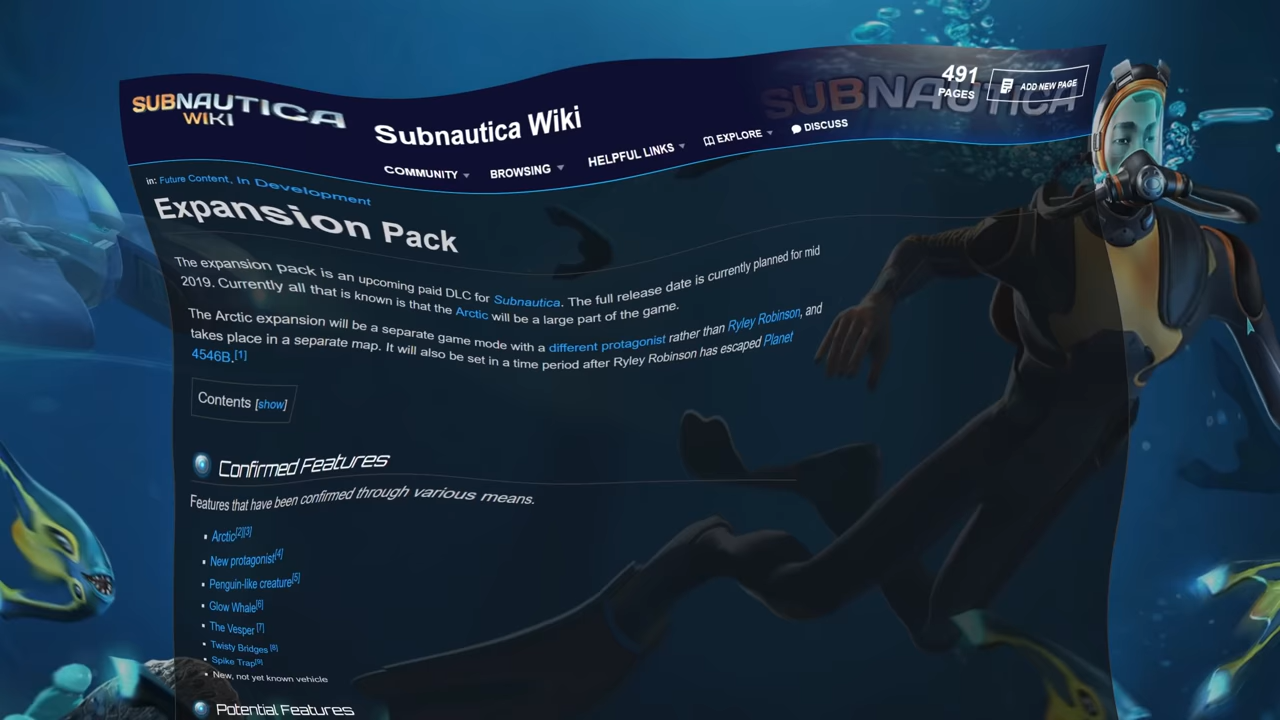 SUBNAUTICA
WIKI
Subnautica Wiki
SUBNAUTICA
491
PAGES
ADD NEW PAGE
COMMUNITY BROWSING HELPFUL LINKS EXPLORE DISCUSS
in: Future Content, In Development
Expansion Pack
The expansion pack is an upcoming paid DLC for Subnautica. The full release date is currently planned for mid
2019. Currently all that is known is that the Arctic will be a large part of the game.
The Arctic expansion will be a separate game mode with a different protagonist rather than Ryley Robinson, and
takes place in a separate map. It will also be set in a time period after Ryley Robinson has escaped Planet
4546B.[1]
Contents [show]
Confirmed Features
Features that have been confirmed through various means.
Arctic[2][3]
New protagonist[4]
Penguin-like creature[5]
Glow Whale[6]
The Vesper [7]
Twisty Bridges [8]
Spike Trap[9]
New, not yet known vehicle
Potential Features